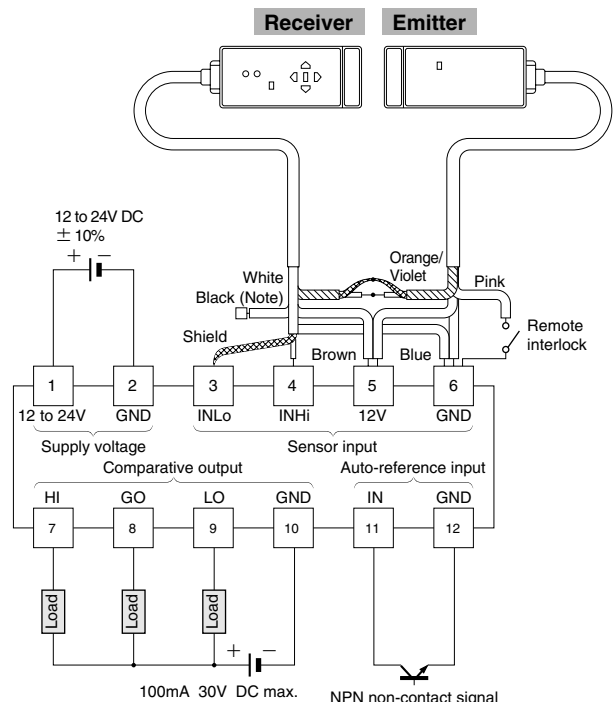 Receiver Emitter
12 to 24V DC
± 10%
+ −
White
Orange/
Violet
Pink
Black (Note)
Shield
Brown
Blue
Remote
interlock
1 2 3 4 5 6
12 to 24V GND INLo INHi 12V GND
Supply voltage Sensor input
Comparative output Auto-reference input
HI GO LO GND IN GND
7 8 9 10 11 12
Load Load Load
+ −
100mA 30V DC max.
NPN non-contact signal